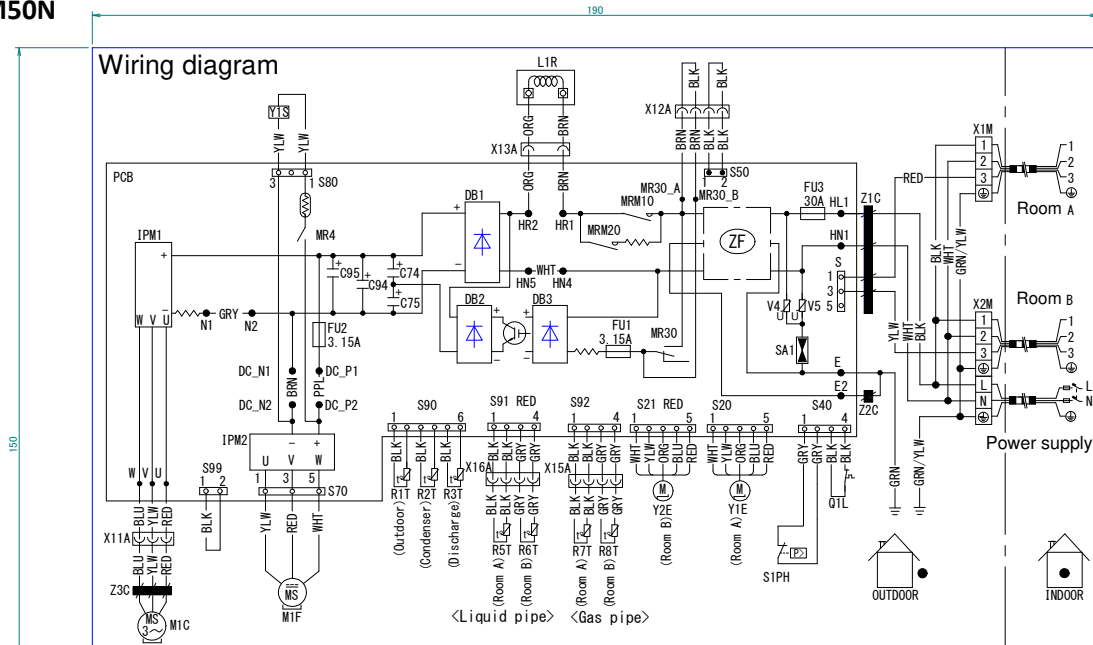 M50N
190
150
Wiring diagram
L1R
ORG
BRN
X13A
ORG
BRN
Y1S
YLW
YLW
3
1
S80
BLK
BLK
X12A
BRN
BRN
BLK
BLK
1 2
S50
PCB
IPM1
+
−
W V U
N1
GRY
N2
MR4
C95
C94
C74
C75
DB1
+
−
HR2
HR1
MRM10
MRM20
MR30_A
MR30_B
HN5
WHT
HN4
ZF
FU3
30A
HL1
HN1
Z1C
S
1
3
5
V4
V5
U
U
SA1
E
E2
Z2C
DB2
DB3
+
−
+
−
FU1
3.15A
MR30
FU2
3.15A
DC_N1
DC_P1
BRN
PPL
DC_N2
DC_P2
IPM2
−
+
U
V
W
1
3
5
S70
YLW
RED
WHT
MS
M1F
W V U
BLU
YLW
RED
X11A
BLU
YLW
RED
Z3C
MS
3~
M1C
S99
1 2
BLK
S90
1
6
BLK
BLK
BLK
t°
t°
t°
R1T
R2T
R3T
(Outdoor)
(Condenser)
(Discharge)
S91 RED
1
4
BLK
BLK
GRY
GRY
X16A
BLK
BLK
GRY
GRY
t°
t°
R5T
R6T
(Room A)
(Room B)
<Liquid pipe>
S92
1
4
BLK
BLK
GRY
GRY
X15A
BLK
BLK
GRY
GRY
t°
t°
R7T
R8T
(Room A)
(Room B)
<Gas pipe>
S21 RED
1
5
WHT
YLW
ORG
BLU
RED
M
Y2E
(Room B)
S20
1
5
WHT
YLW
ORG
BLU
RED
M
Y1E
(Room A)
S40
1
4
GRY
GRY
BLK
BLK
Q1L
P>
S1PH
RED
YLW
WHT
BLK
GRN
GRN/YLW
BLK
WHT
GRN/YLW
X1M
1
2
3
1
2
3
Room A
X2M
1
2
3
L
N
Room B
1
2
3
L
N
Power supply
OUTDOOR
INDOOR